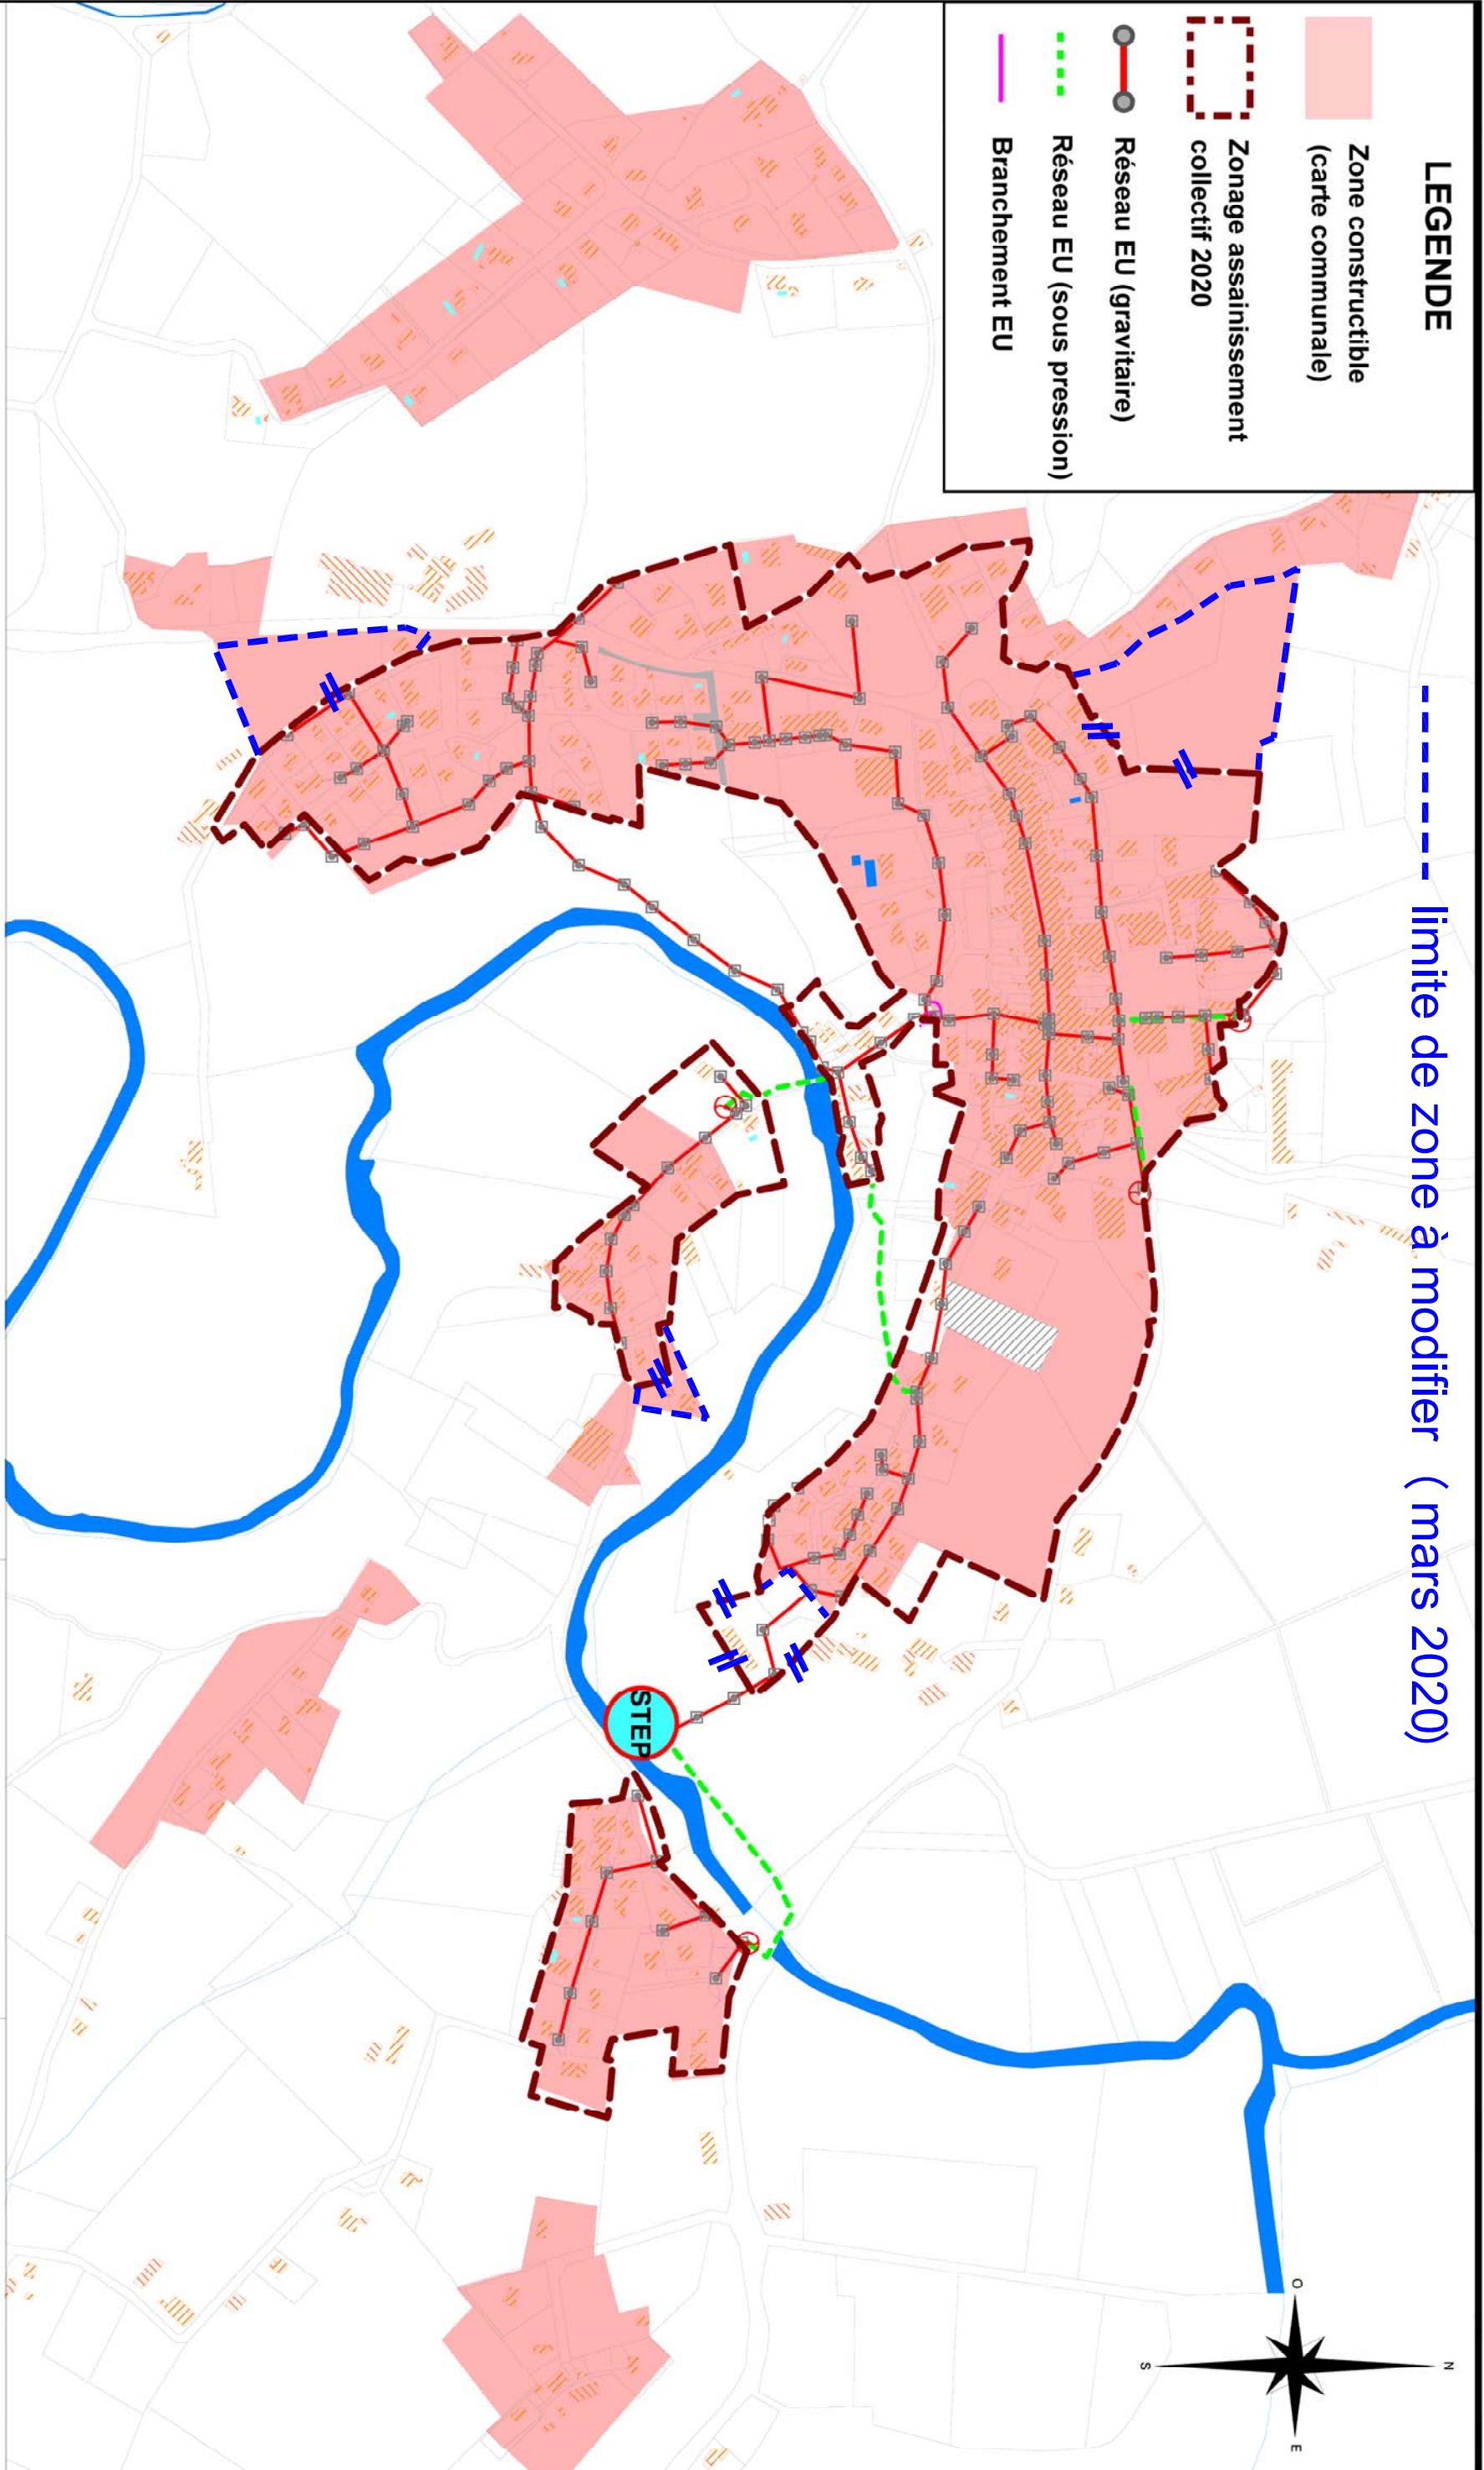 LEGENDE
Zone constructible
(carte communale)
Zonage assainissement
collectif 2020
Réseau EU (gravitaire)
Réseau EU (sous pression)
Branchement EU
limite de zone à modifier ( mars 2020)
STEP
N
O
E
S